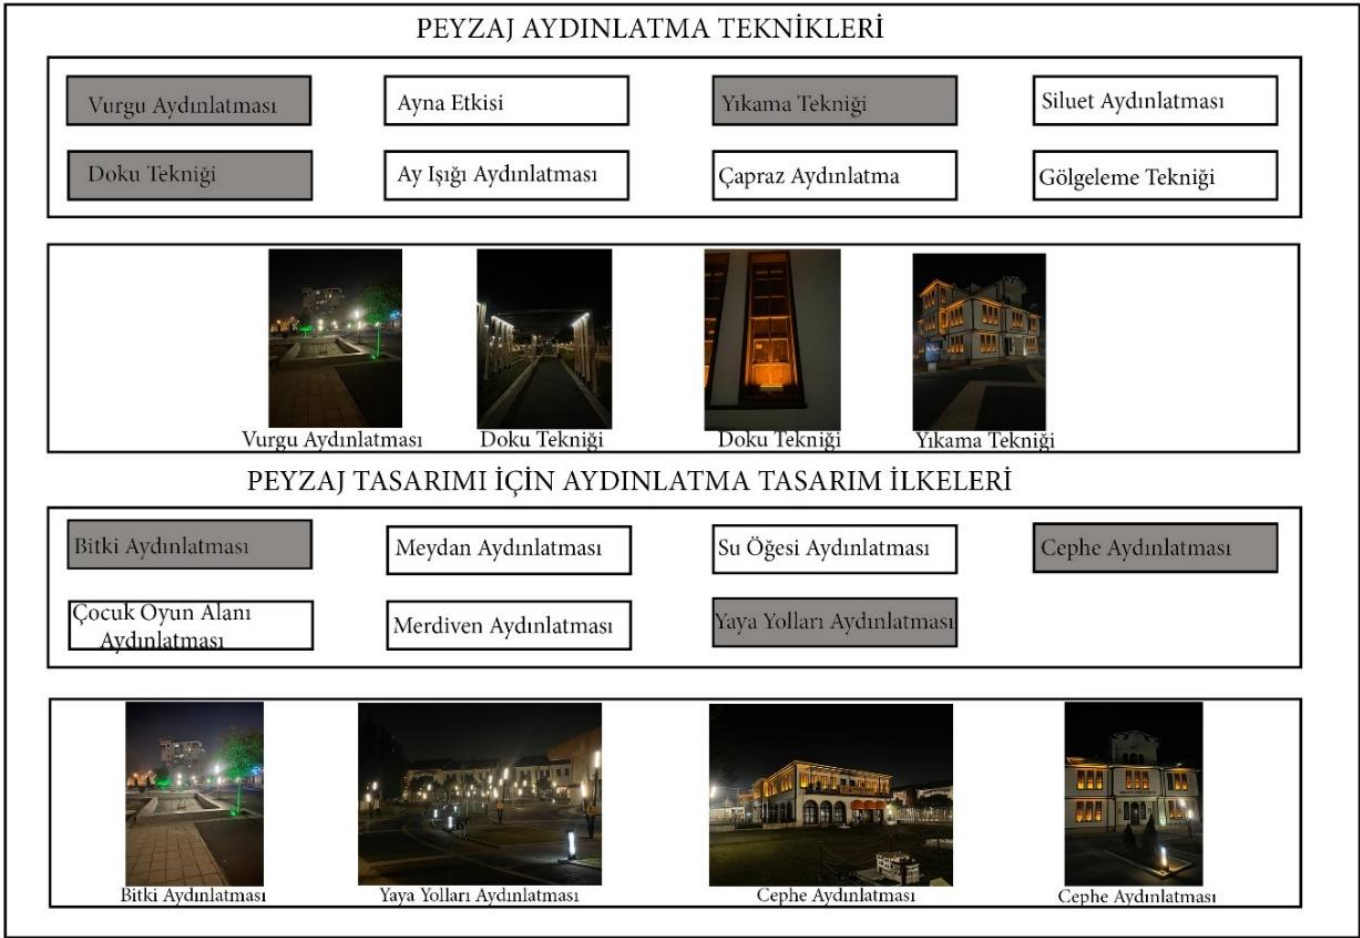 PEYZAJ AYDINLATMA TEKNİKLERİ
Vurgu Aydınlatması
Ayna Etkisi
Yıkama Tekniği
Siluet Aydınlatması
Doku Tekniği
Ay Işığı Aydınlatması
Çapraz Aydınlatma
Gölgeleme Tekniği
Vurgu Aydınlatması
Doku Tekniği
Doku Tekniği
Yıkama Tekniği
PEYZAJ TASARIMI İÇİN AYDINLATMA TASARIM İLKELERİ
Bitki Aydınlatması
Meydan Aydınlatması
Su Öğesi Aydınlatması
Cephe Aydınlatması
Çocuk Oyun Alanı
Aydınlatması
Merdiven Aydınlatması
Yaya Yolları Aydınlatması
Bitki Aydınlatması
Yaya Yolları Aydınlatması
Cephe Aydınlatması
Cephe Aydınlatması